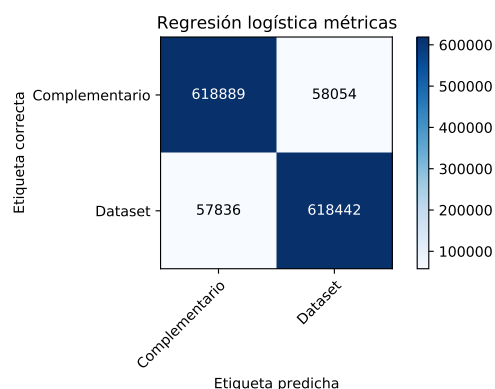 Regresión logística métricas
Etiqueta correcta
Complementario
618889
58054
Dataset
57836
618442
Complementario
Dataset
Etiqueta predicha
600000
500000
400000
300000
200000
100000